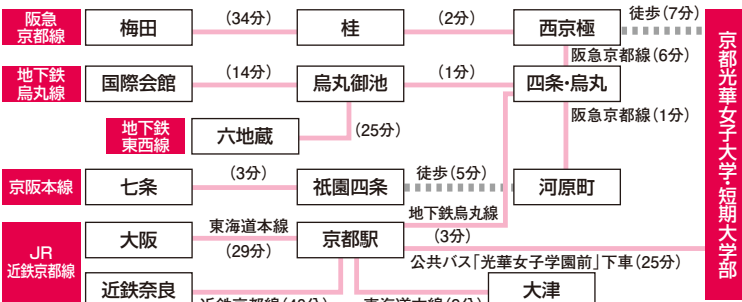 阪急
京都線
梅田
(34分)
桂
(2分)
西京極
徒歩(7分)
阪急京都線(6分)
地下鉄
烏丸線
国際会館
(14分)
烏丸御池
(1分)
四条・烏丸
地下鉄
東西線
六地蔵
(25分)
阪急京都線(1分)
京阪本線
七条
(3分)
祇園四条
徒歩(5分)
河原町
地下鉄烏丸線
(3分)
JR
近鉄京都線
大阪
東海道本線
(29分)
京都駅
公共バス「光華女子学園前」下車(25分)
近鉄奈良
大津
京都光華女子大学・短期大学部